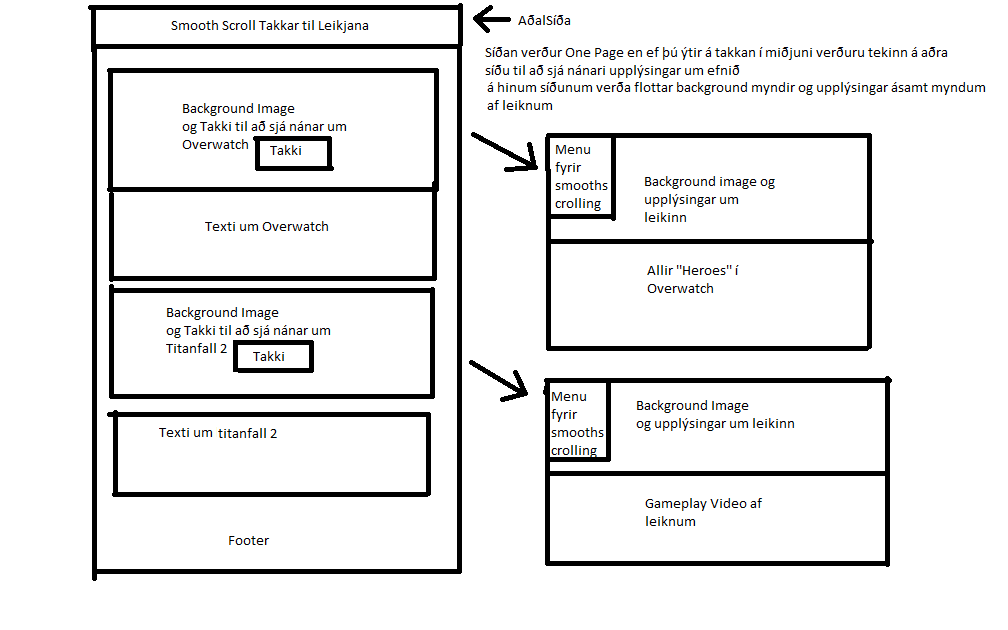 Smooth Scroll Takkar til Leikjana
AðalSíða
Síðan verður One Page en ef þú ýtir á takkan í miðjuni verðuru tekinn á aðra
síðu til að sjá nánari upplýsingar um efnið
á hinum síðunum verða flottar background myndir og upplýsingar ásamt myndum
af leiknum
Background Image
og Takki til að sjá nánar um
Overwatch
Takki
Texti um Overwatch
Background Image
og Takki til að sjá nánar um
Titanfall 2
Takki
Texti um titanfall 2
Footer
Menu
fyrir
smooths
crolling
Background image og
upplýsingar um
leikinn
Allir "Heroes" í
Overwatch
Menu
fyrir
smooths
crolling
Background Image
og upplýsingar um leikinn
Gameplay Video af
leiknum